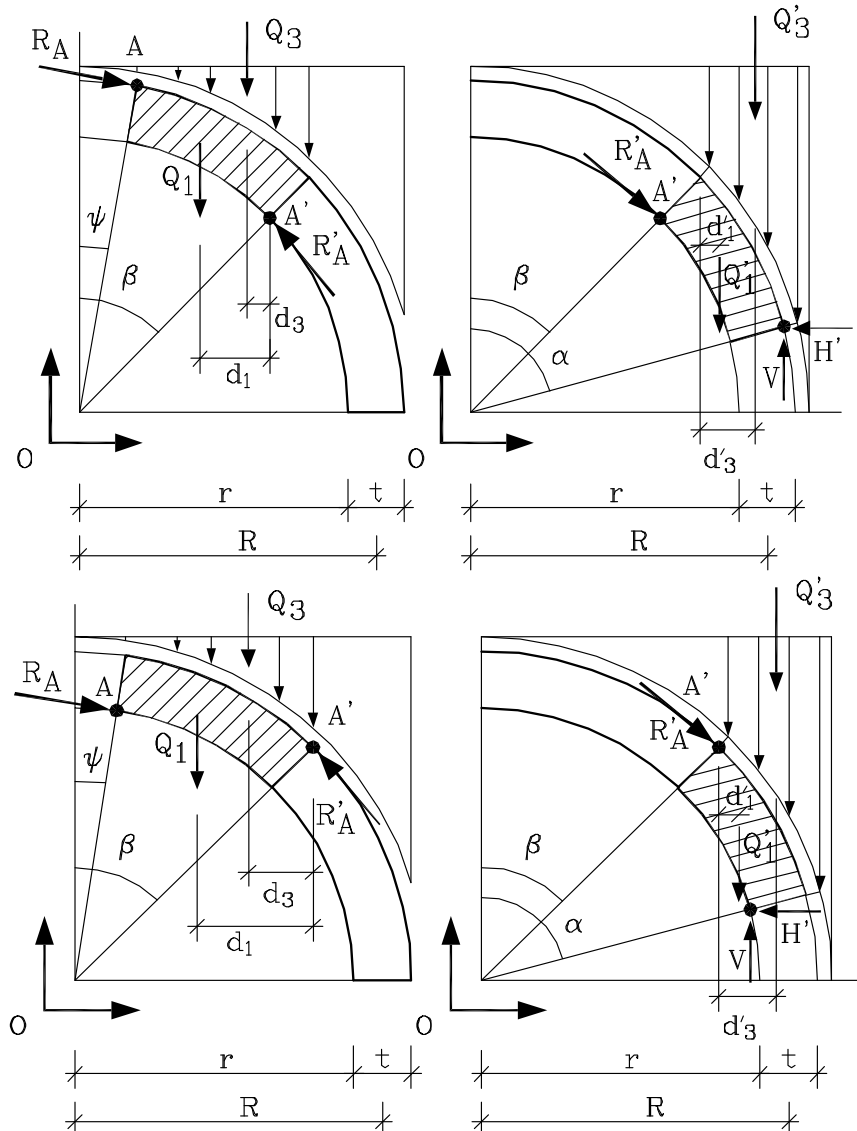 R_A A Q_3
Q_1
ψ
A'
β
R'_A
d_3
d_1
O
r t
R
Q'_3
R'_A
A'
d'_1
β
Q'_1
α
H'
V
O
d'_3
r t
R
Q_3
R_A A
A'
Q_1
ψ
R'_A
β
d_3
d_1
O
r t
R
Q'_3
A'
R'_A
d'_1
β
Q'_1
α
H'
V
O
d'_3
r t
R